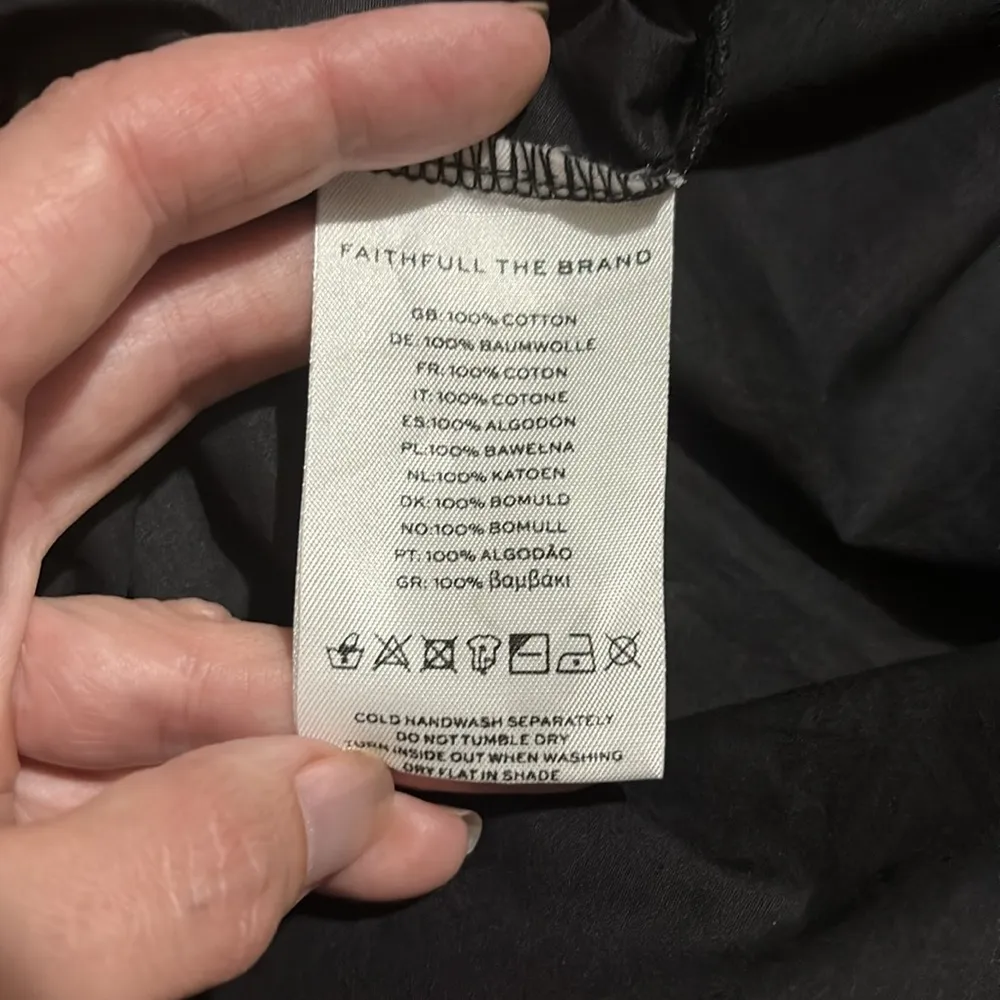 FAITHFULL THE BRAND
GB: 100% COTTON
DE: 100% BAUMWOLLE
FR: 100% COTON
IT: 100% COTONE
ES:100% ALGODÓN
PL:100% BAWEŁNA
NL:100% KATOEN
DK: 100% BOMULD
NO:100% BOMULL
PT: 100% ALGODÃO
GR: 100% βαμβάκι
COLD HANDWASH SEPARATELY
DO NOT TUMBLE DRY
TURN INSIDE OUT WHEN WASHING
DRY FLAT IN SHADE